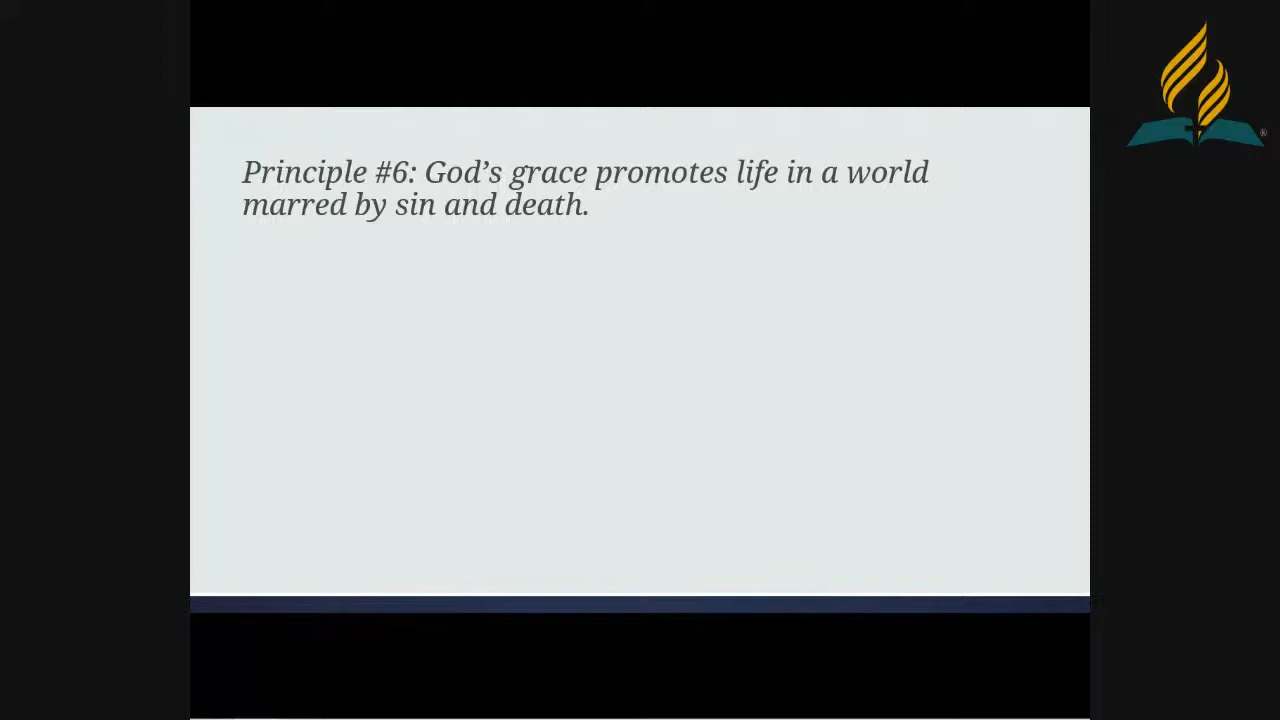 Principle #6: God’s grace promotes life in a world
marred by sin and death.
®